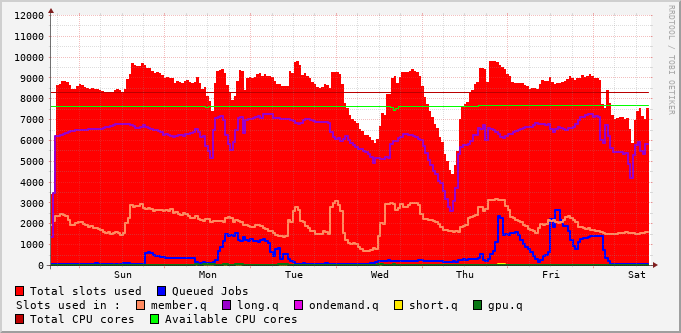 12000
11000
10000
9000
8000
7000
6000
5000
4000
3000
2000
1000
0
Sun Mon Tue Wed Thu Fri Sat
RRDTOOL / TOBI OETIKER
Total slots used Queued Jobs
Slots used in : member.q long.q ondemand.q short.q gpu.q
Total CPU cores Available CPU cores